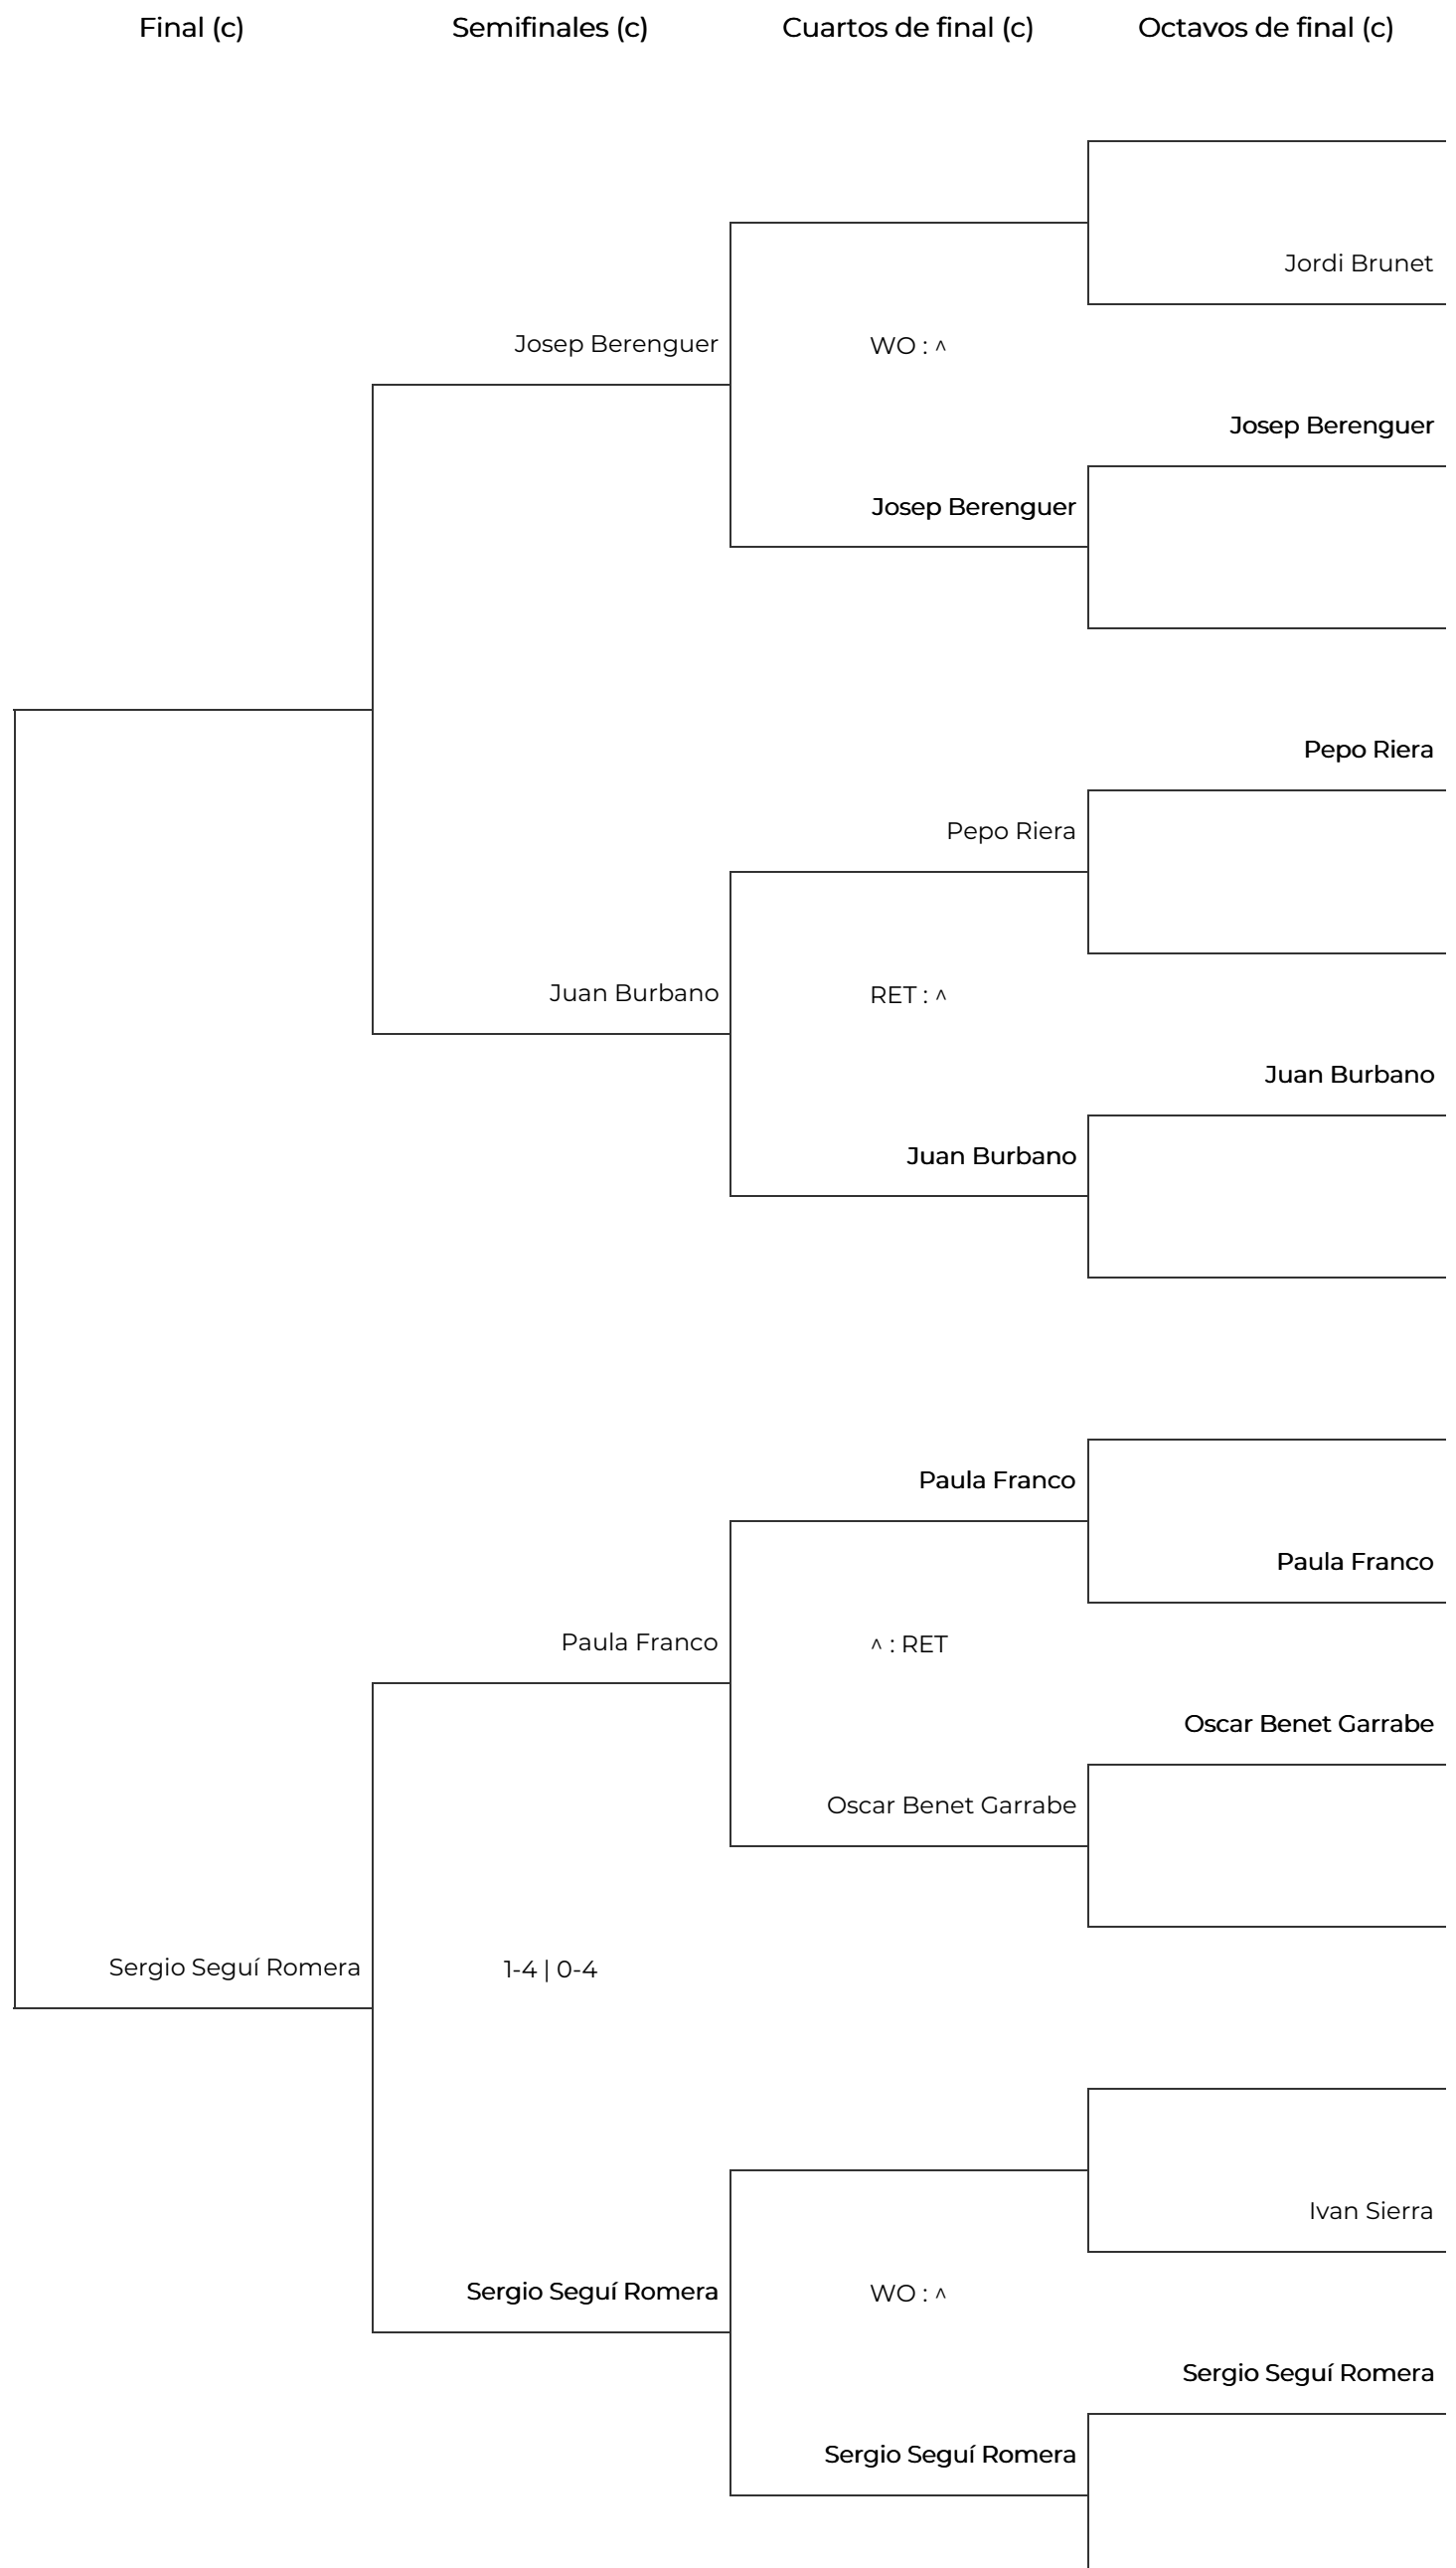 Final (c)
Semifinales (c)
Cuartos de final (c)
Octavos de final (c)
Jordi Brunet
Josep Berenguer
WO : ^
Josep Berenguer
Josep Berenguer
Pepo Riera
Pepo Riera
Juan Burbano
RET : ^
Juan Burbano
Juan Burbano
Paula Franco
Paula Franco
Paula Franco
^ : RET
Oscar Benet Garrabe
Oscar Benet Garrabe
Sergio Seguí Romera
1-4 | 0-4
Ivan Sierra
Sergio Seguí Romera
WO : ^
Sergio Seguí Romera
Sergio Seguí Romera